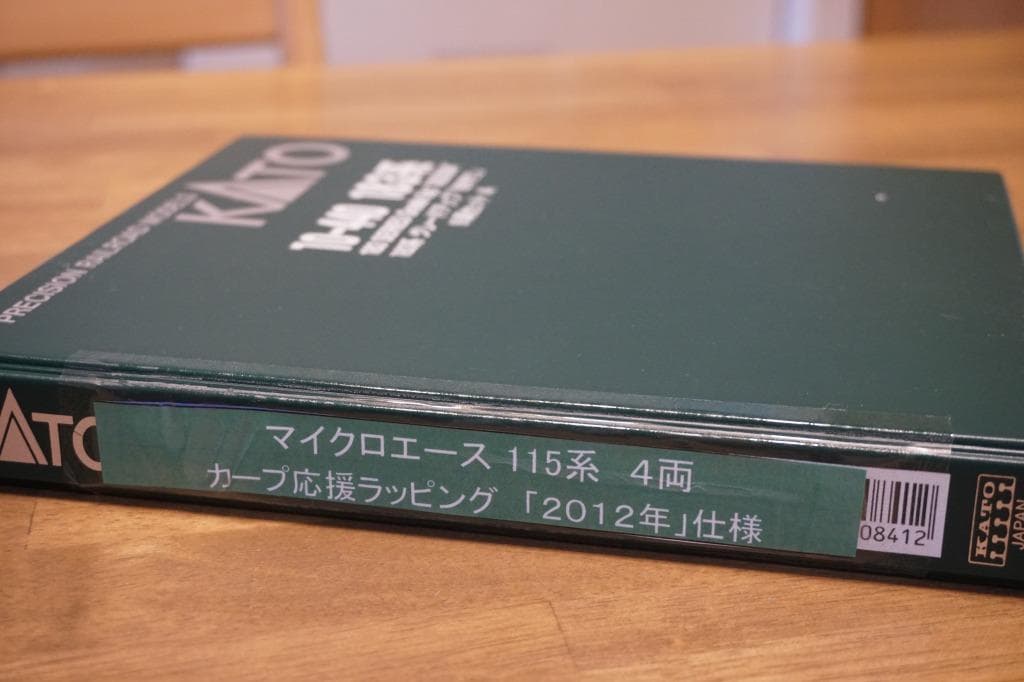 KATO
PRECISION RAILROAD MODELS
ATO
マイクロエース 115系 4両
カープ応援ラッピング 「2012年」仕様
08412
KATO
JAPAN